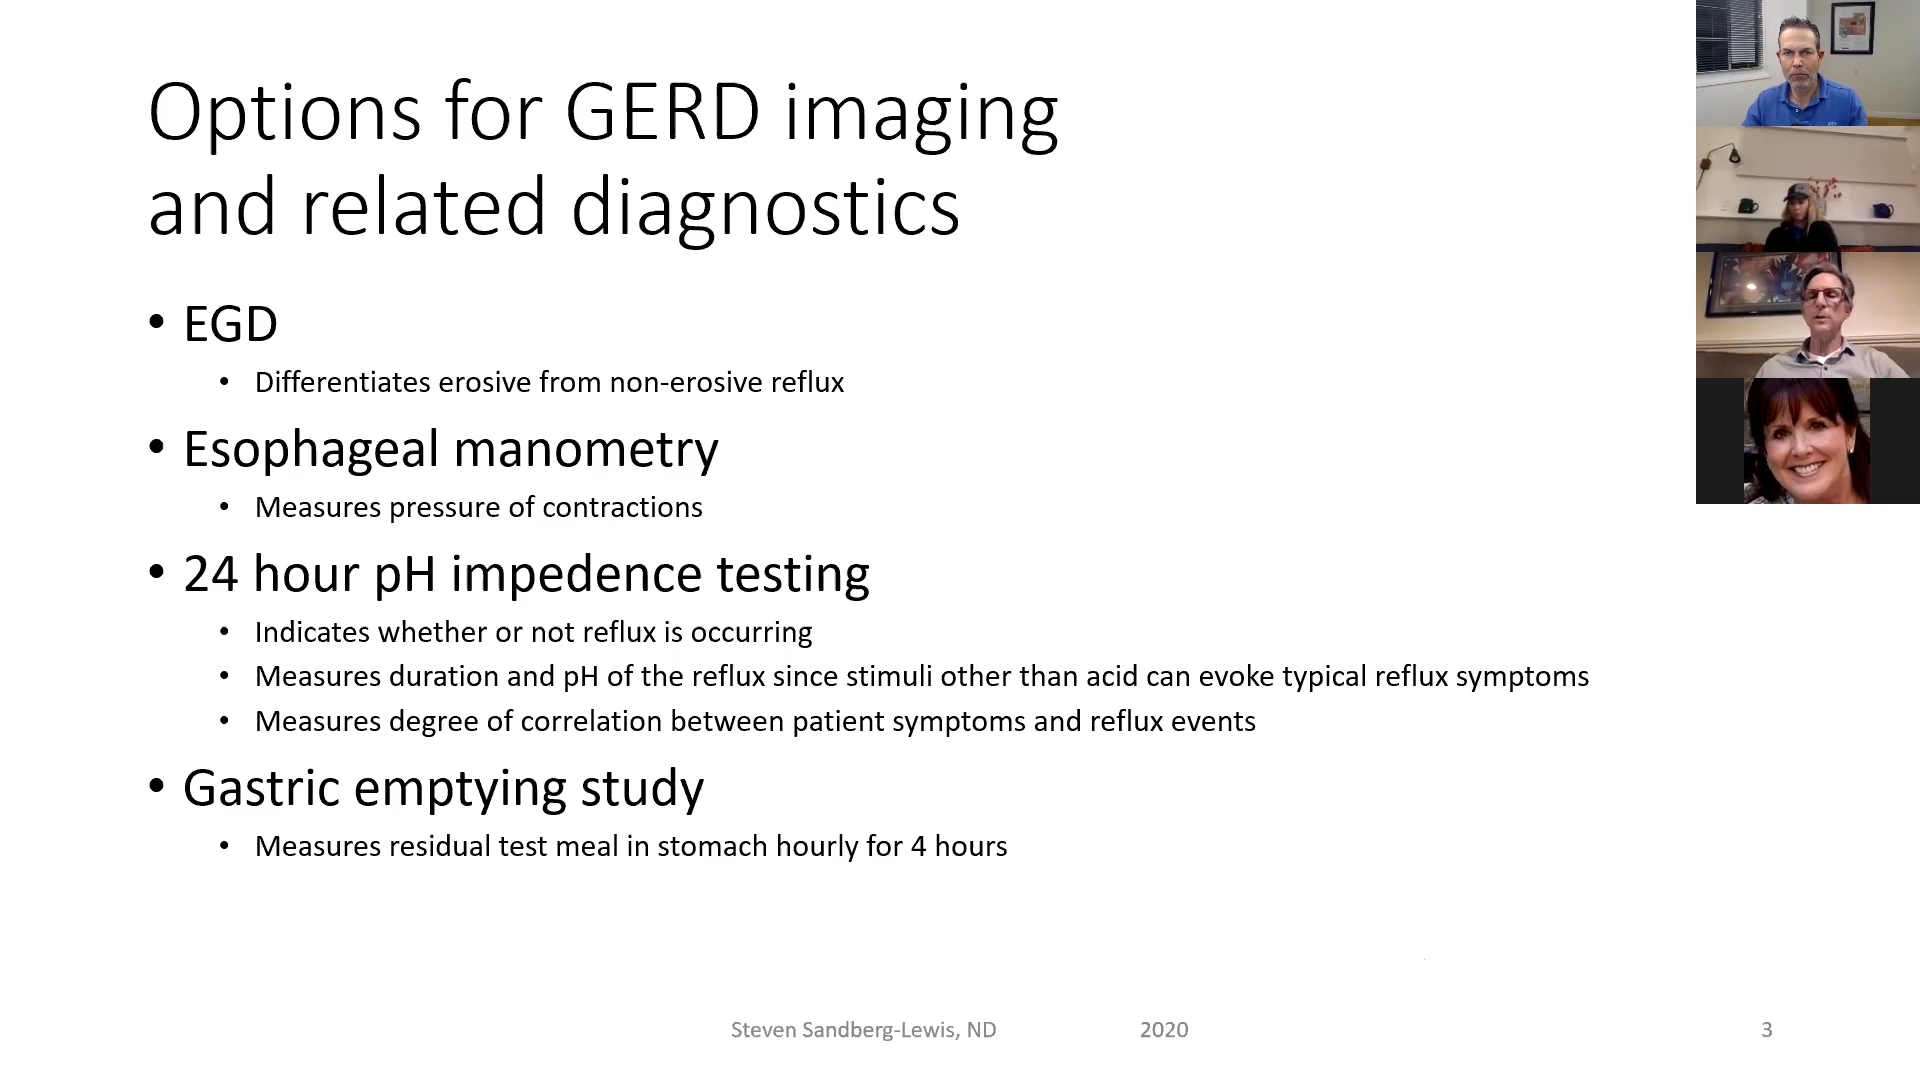 Options for GERD imaging
and related diagnostics
• EGD
• Differentiates erosive from non-erosive reflux
• Esophageal manometry
• Measures pressure of contractions
• 24 hour pH impedence testing
• Indicates whether or not reflux is occurring
• Measures duration and pH of the reflux since stimuli other than acid can evoke typical reflux symptoms
• Measures degree of correlation between patient symptoms and reflux events
• Gastric emptying study
• Measures residual test meal in stomach hourly for 4 hours
Steven Sandberg-Lewis, ND 2020 3